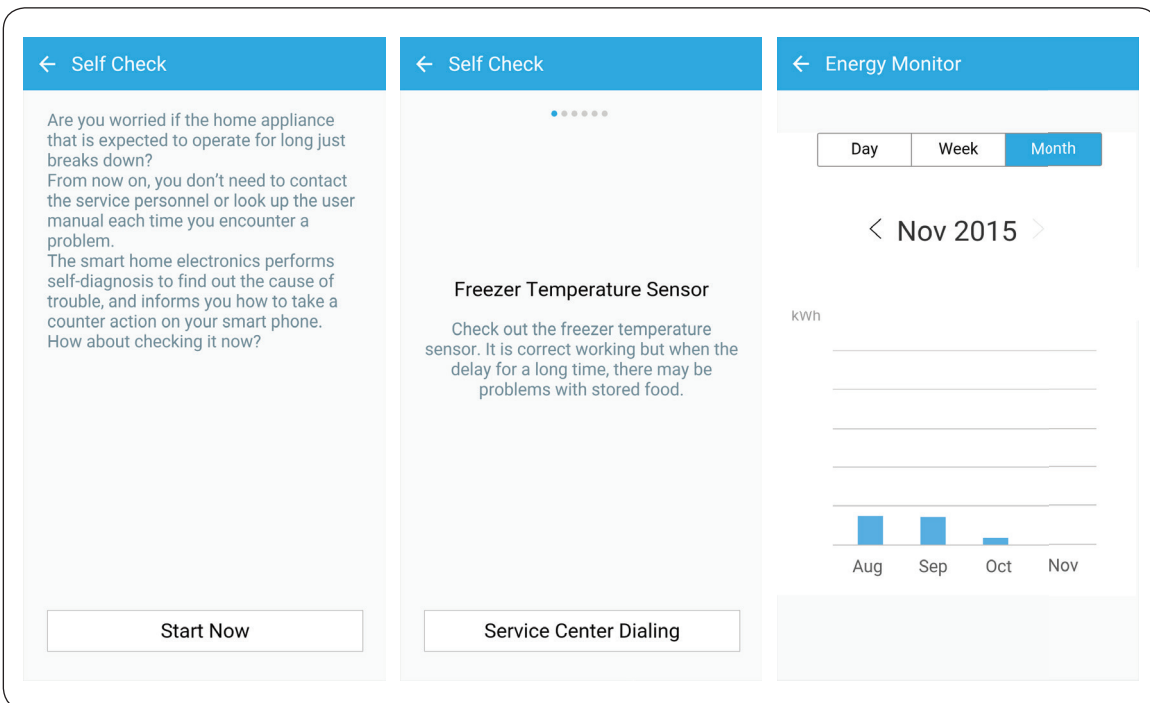 Self Check
Are you worried if the home appliance
that is expected to operate for long just
breaks down?
From now on, you don't need to contact
the service personnel or look up the user
manual each time you encounter a
problem.
The smart home electronics performs
self-diagnosis to find out the cause of
trouble, and informs you how to take a
counter action on your smart phone.
How about checking it now?
Start Now
Self Check
Freezer Temperature Sensor
Check out the freezer temperature
sensor. It is correct working but when the
delay for a long time, there may be
problems with stored food.
Service Center Dialing
Energy Monitor
Day Week Month
Nov 2015
kWh
Aug Sep Oct Nov